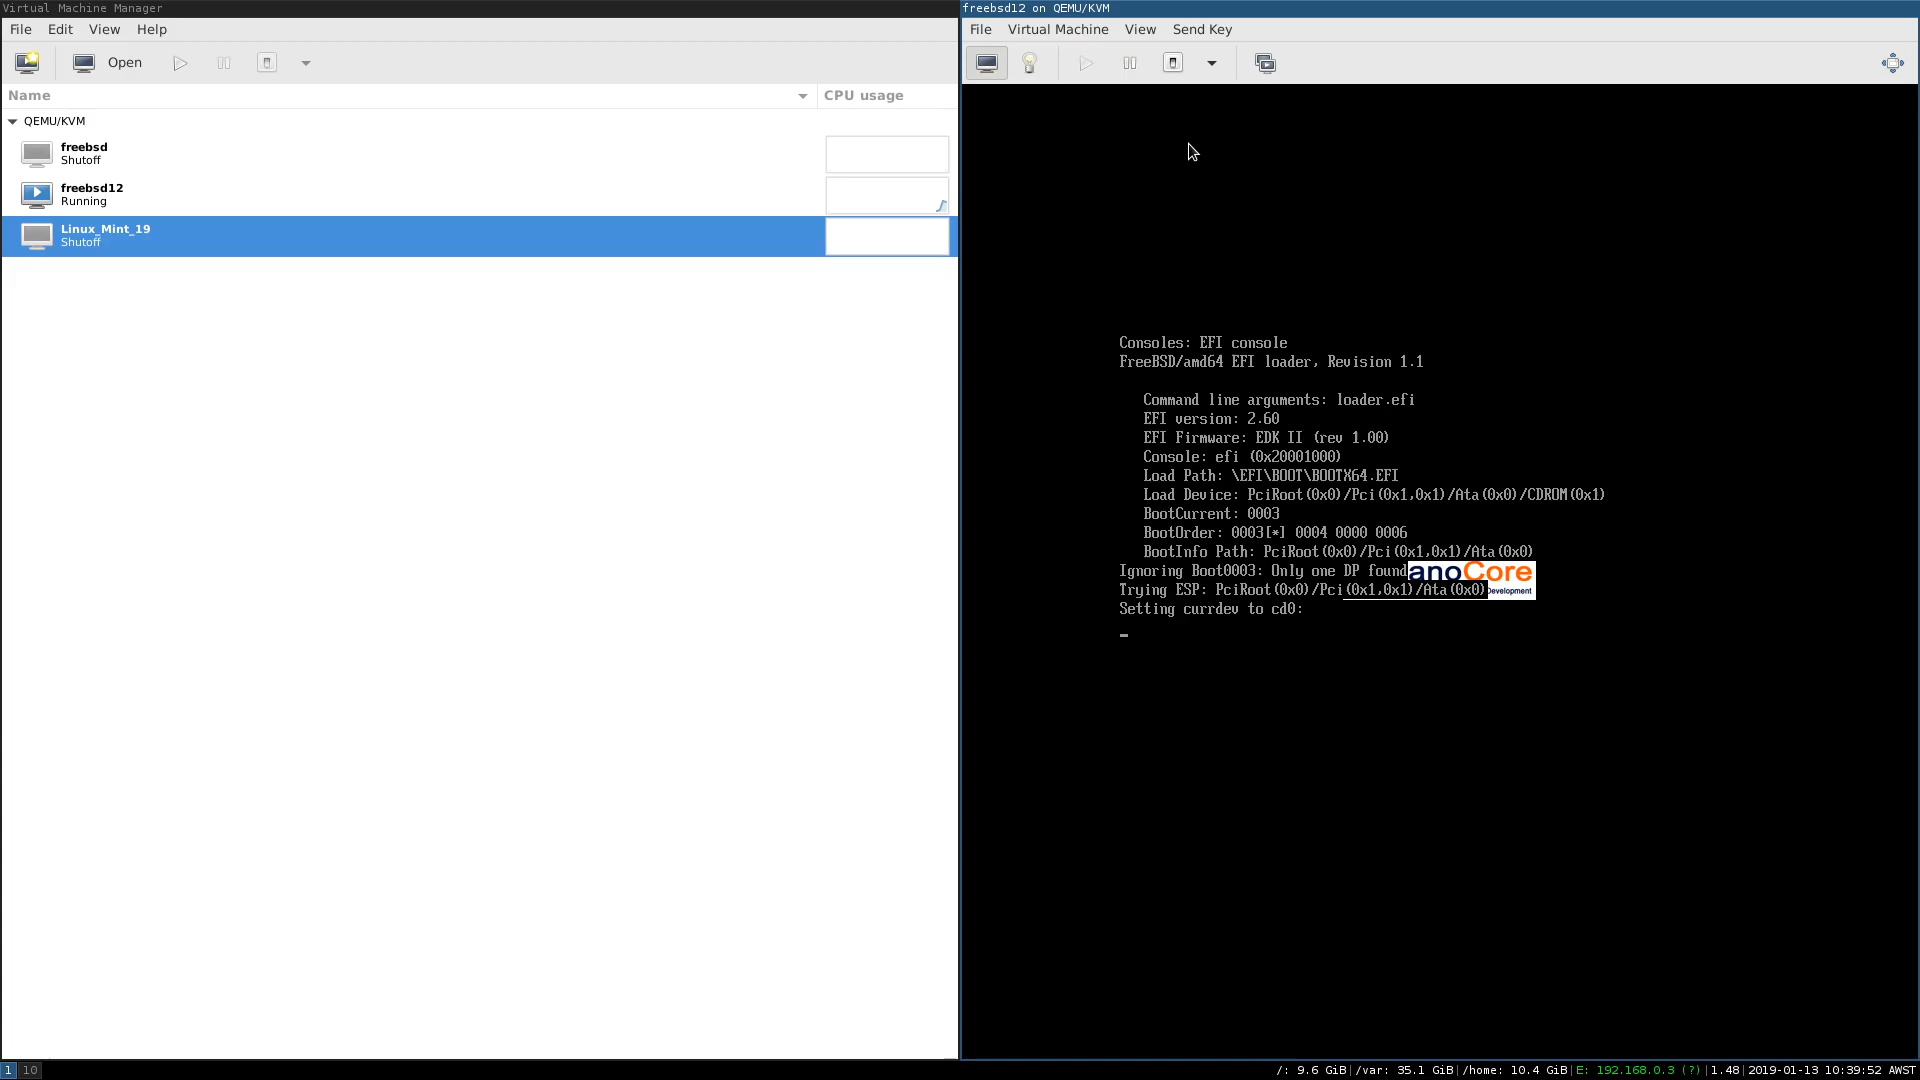 Virtual Machine Manager
File Edit View Help
Open
Name CPU usage
QEMU/KVM
freebsd
Shutoff
freebsd12
Running
Linux_Mint_19
Shutoff
freebsd12 on QEMU/KVM
File Virtual Machine View Send Key
Consoles: EFI console
FreeBSD/amd64 EFI loader, Revision 1.1
Command line arguments: loader.efi
EFI version: 2.60
EFI Firmware: EDK II (rev 1.00)
Console: efi (0x20001000)
Load Path: \EFI\BOOT\BOOTX64.EFI
Load Device: PciRoot(0x0)/Pci(0x1,0x1)/Ata(0x0)/CDROM(0x1)
BootCurrent: 0003
BootOrder: 0003[*] 0004 0000 0006
BootInfo Path: PciRoot(0x0)/Pci(0x1,0x1)/Ata(0x0)
Ignoring Boot0003: Only one DP found anoCore
Trying ESP: PciRoot(0x0)/Pci(0x1,0x1)/Ata(0x0) Development
Setting currdev to cd0:
1 10
/: 9.6 GiB|/var: 35.1 GiB|/home: 10.4 GiB|E: 192.168.0.3 (?)|1.48|2019-01-13 10:39:52 AWST